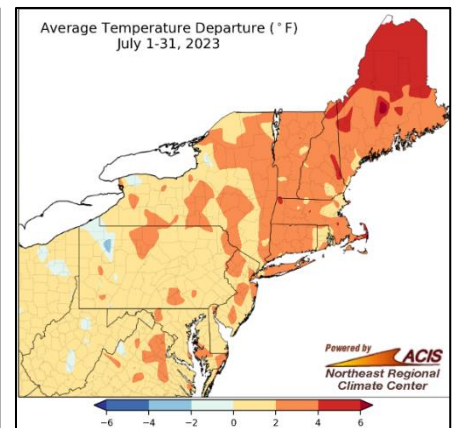 Average Temperature Departure (°F)
July 1-31, 2023
Powered by
ACIS
Northeast Regional
Climate Center
−6 −4 −2 0 2 4 6